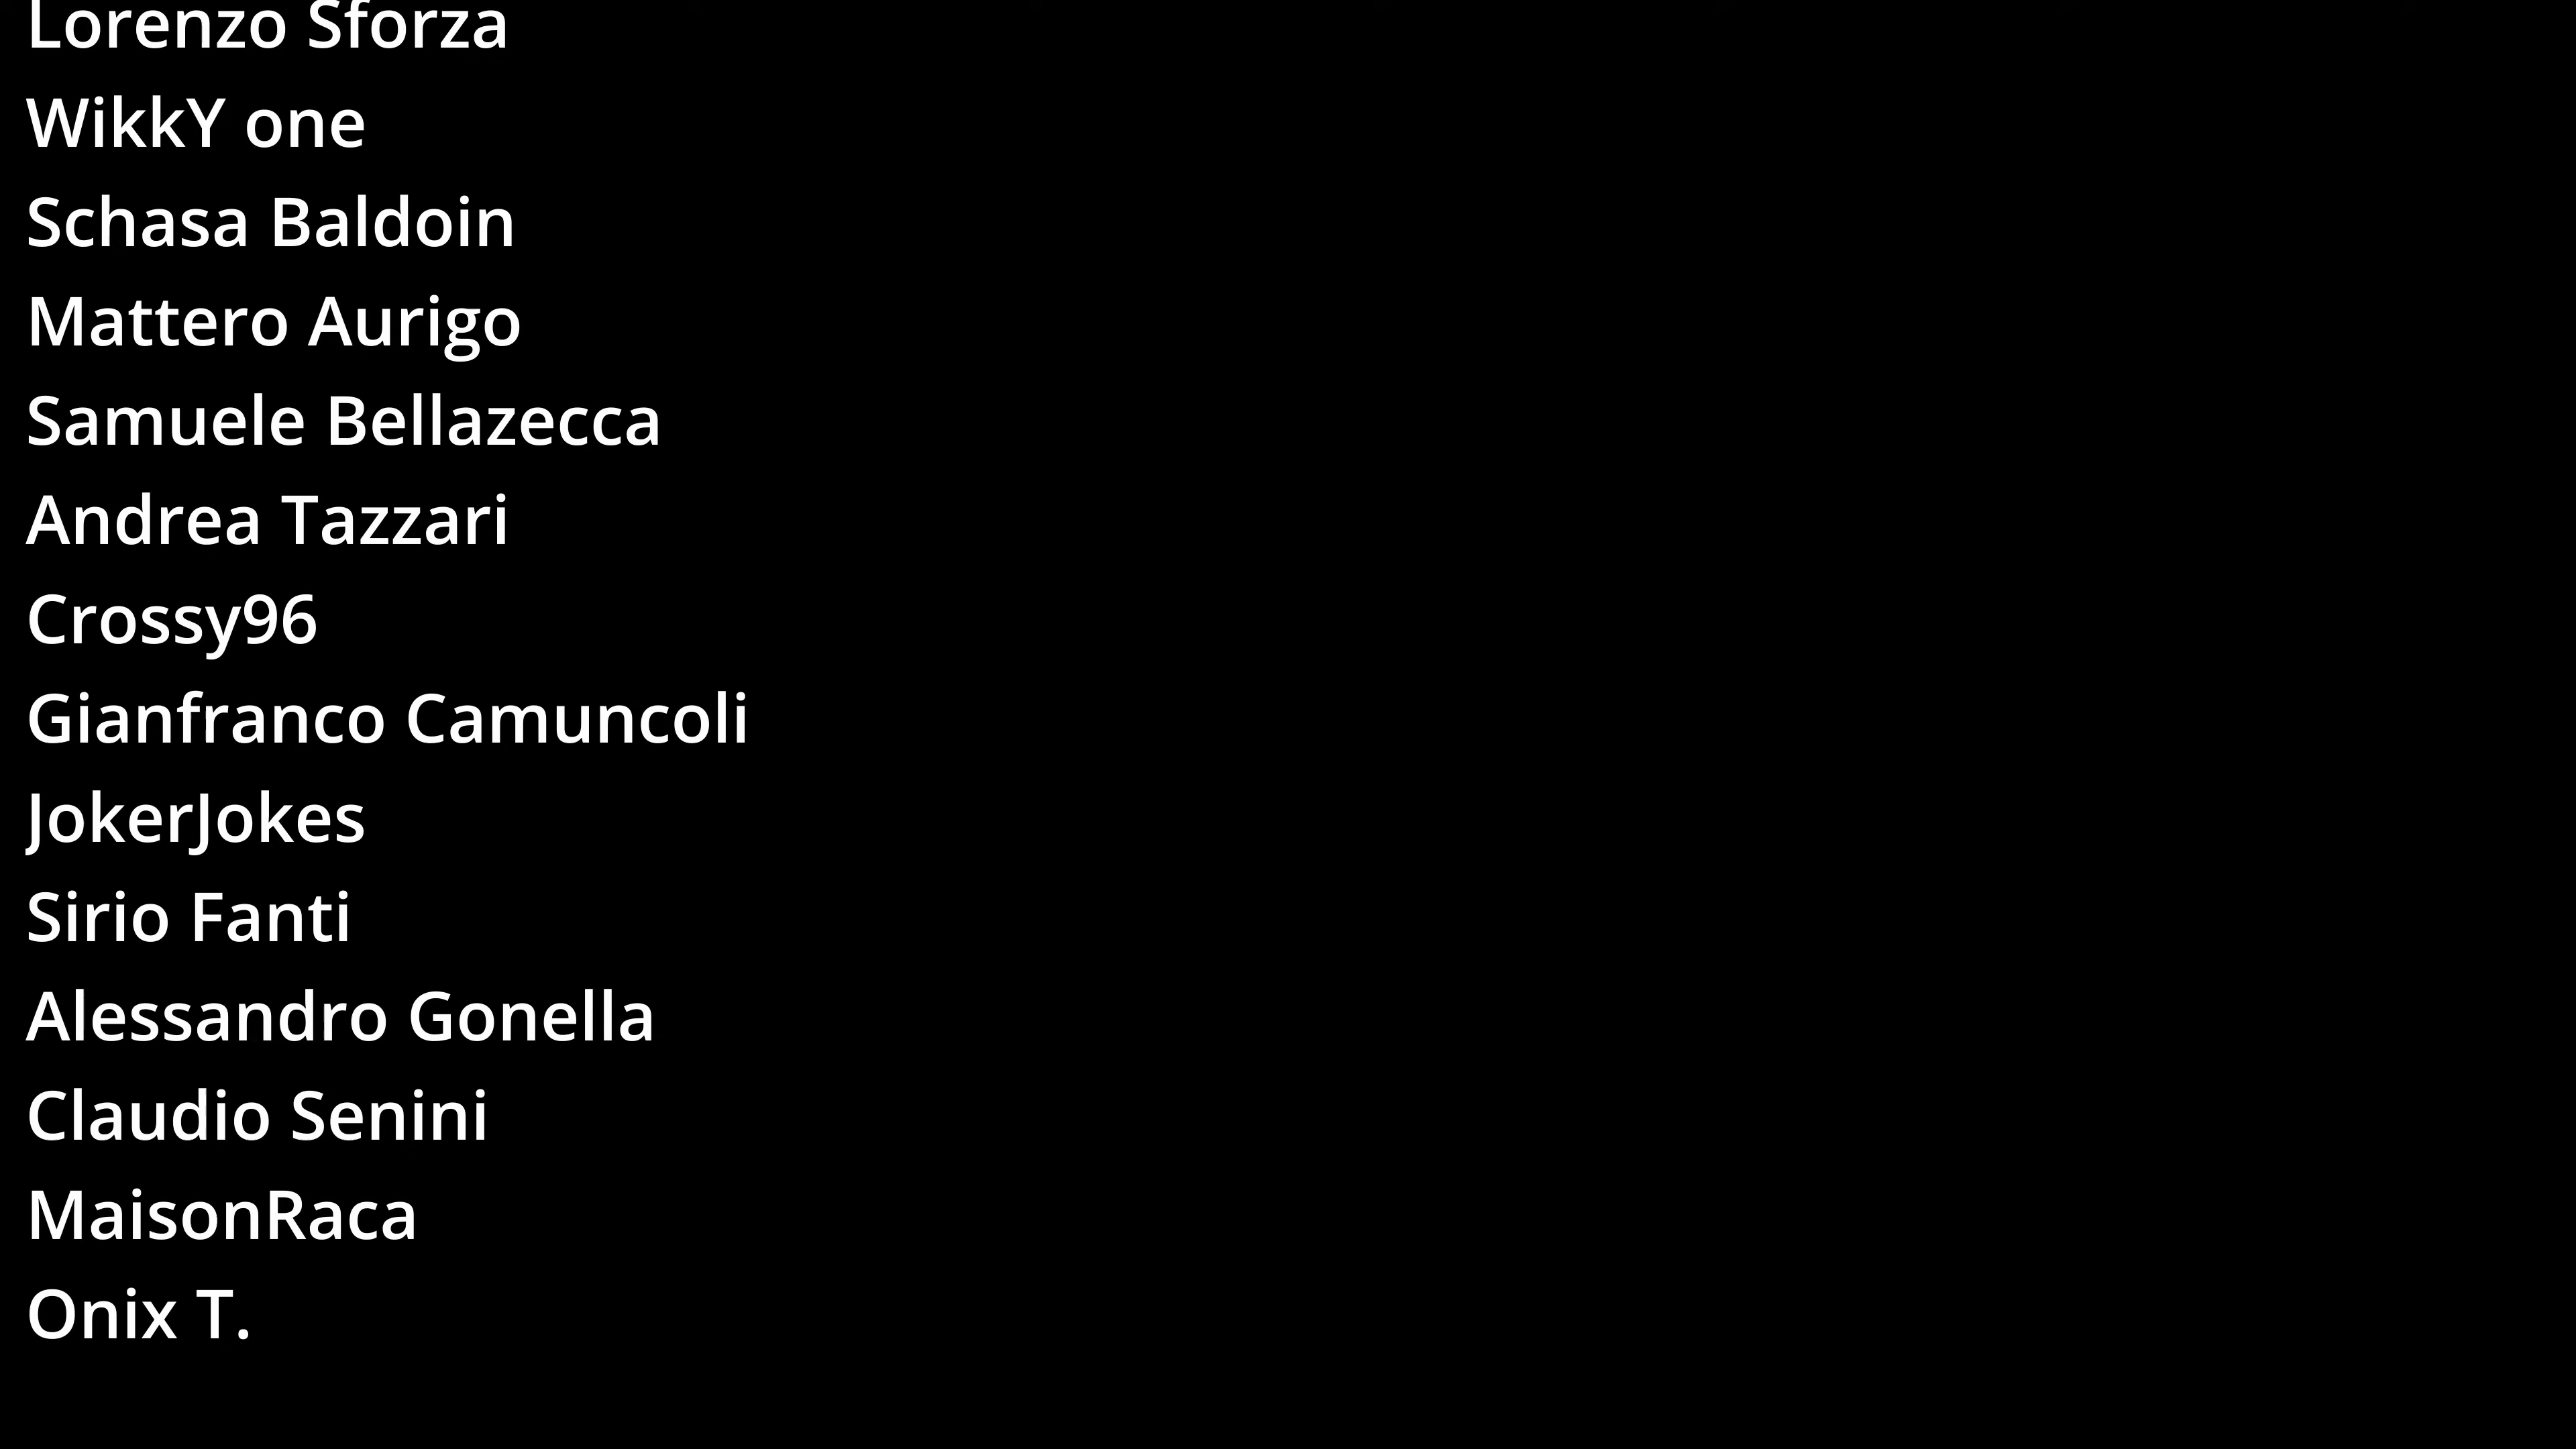 Lorenzo Sforza
WikkY one
Schasa Baldoin
Mattero Aurigo
Samuele Bellazecca
Andrea Tazzari
Crossy96
Gianfranco Camuncoli
JokerJokes
Sirio Fanti
Alessandro Gonella
Claudio Senini
MaisonRaca
Onix T.